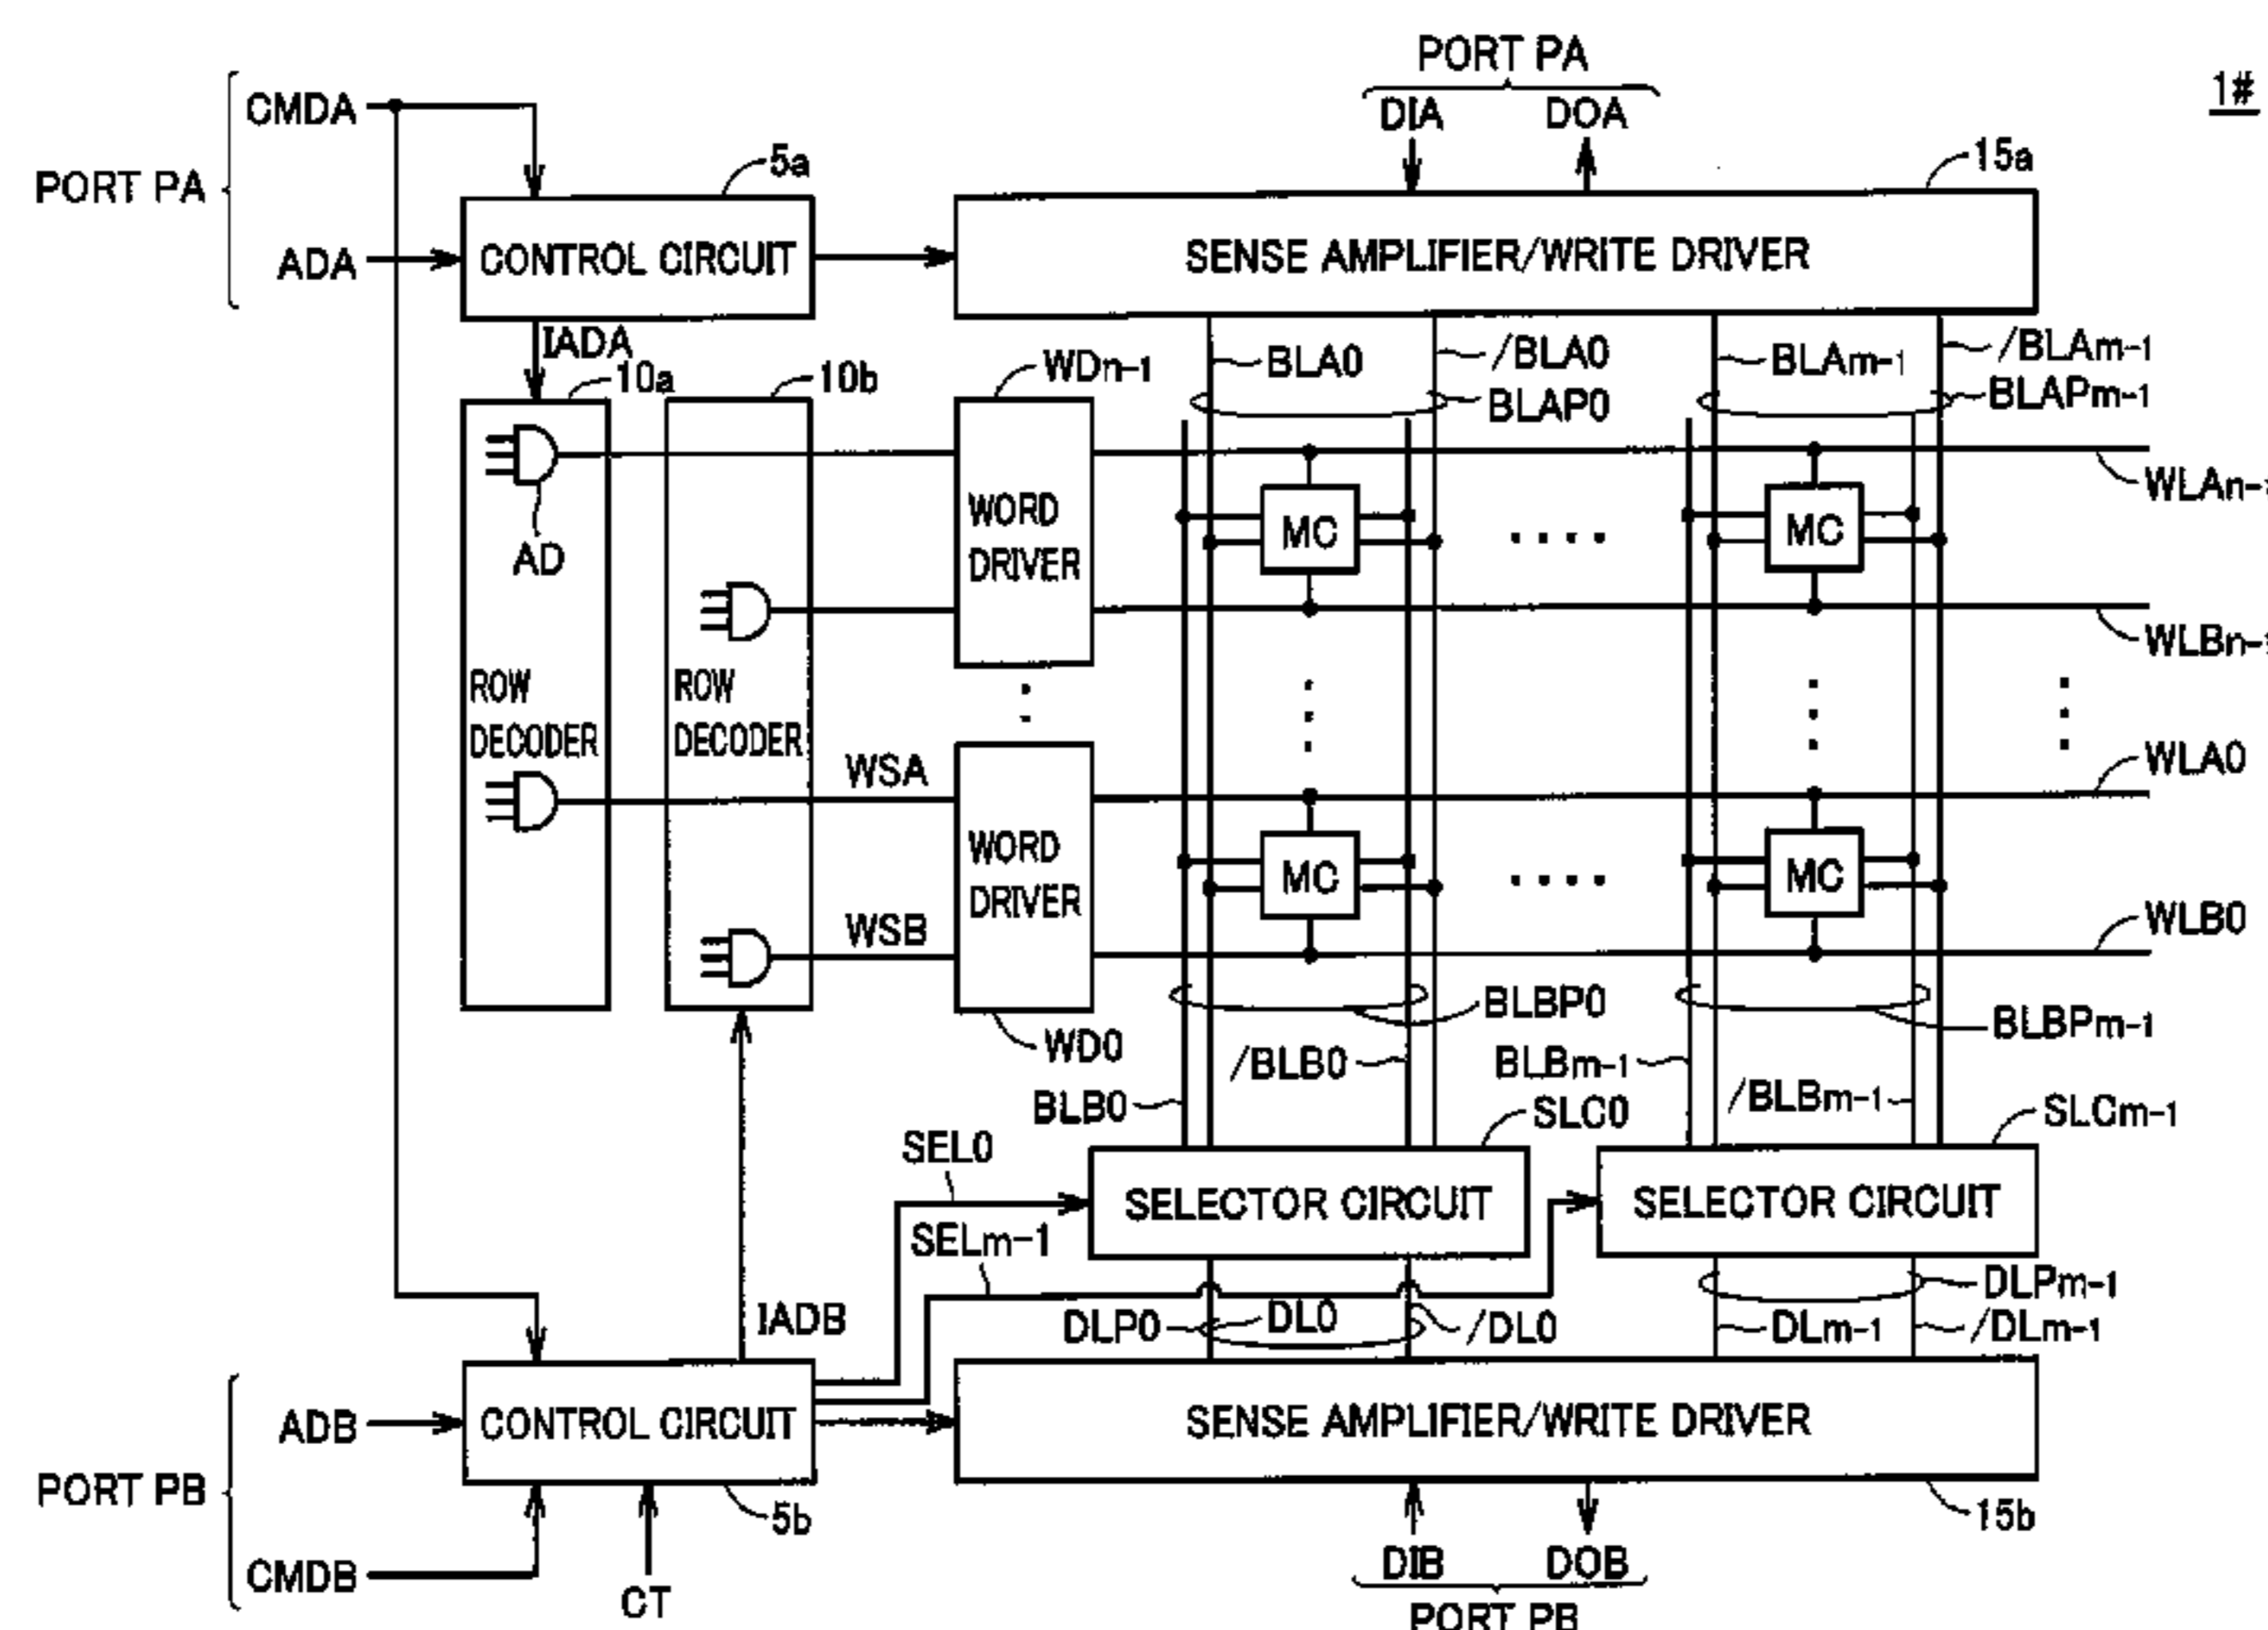 PORT PA
1#
CMDA
DIA DOA
5a
15a
PORT PA
ADA
CONTROL CIRCUIT
SENSE AMPLIFIER/WRITE DRIVER
IADA
10a
10b
WDn-1
BLA0
/BLA0
BLAm-1
/BLAm-1
BLAP0
BLAPm-1
WORD
DRIVER
MC
MC
WLAn-1
AD
WLBn-1
ROW
DECODER
ROW
DECODER
WSA
WLA0
WORD
DRIVER
MC
MC
WSB
WLB0
BLBP0
BLBPm-1
WD0
/BLB0
BLBm-1
BLB0
/BLBm-1
SLC0
SLCm-1
SEL0
SELECTOR CIRCUIT
SELECTOR CIRCUIT
SELm-1
IADB
DLP0
DL0
/DL0
DLPm-1
DLm-1
/DLm-1
ADB
CONTROL CIRCUIT
SENSE AMPLIFIER/WRITE DRIVER
PORT PB
5b
15b
CMDB
CT
DIB DOB
PORT PB